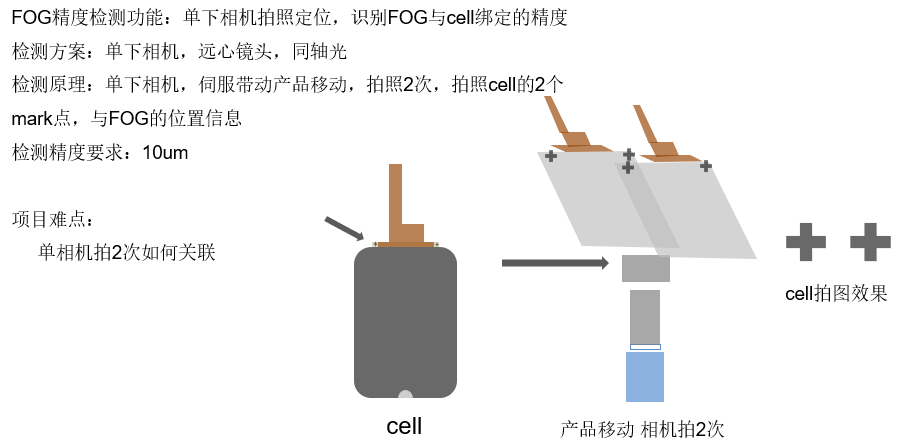 FOG精度检测功能：单下相机拍照定位，识别FOG与cell绑定的精度
检测方案：单下相机，远心镜头，同轴光
检测原理：单下相机，伺服带动产品移动，拍照2次，拍照cell的2个
mark点，与FOG的位置信息
检测精度要求：10um
项目难点：
单相机拍2次如何关联
cell拍图效果
cell
产品移动 相机拍2次